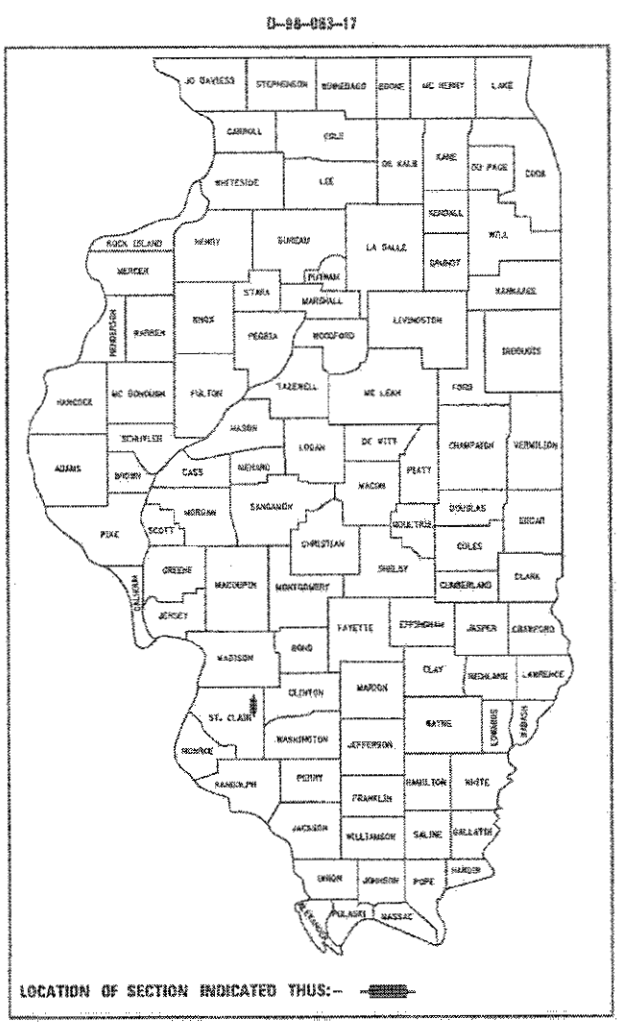 D-98-083-17
JO DAVIESS STEPHENSON WINNEBAGO BOONE MC HENRY LAKE
CARROLL OGLE DE KALB KANE DU PAGE COOK
WHITESIDE LEE KENDALL WILL
ROCK ISLAND HENRY BUREAU LA SALLE GRUNDY
MERCER PUTNAM KANKAKEE
STARK MARSHALL
HENDERSON WARREN KNOX PEORIA WOODFORD LIVINGSTON IROQUOIS
HANCOCK MC DONOUGH FULTON TAZEWELL MC LEAN FORD
MASON
SCHUYLER LOGAN DE WITT CHAMPAIGN VERMILION
ADAMS BROWN CASS MENARD MACON PIATT
PIKE SCOTT MORGAN SANGAMON MOULTRIE DOUGLAS EDGAR
CHRISTIAN COLES
CALHOUN GREENE MACOUPIN MONTGOMERY SHELBY CUMBERLAND CLARK
JERSEY FAYETTE EFFINGHAM JASPER CRAWFORD
MADISON BOND
CLINTON MARION CLAY RICHLAND LAWRENCE
ST. CLAIR WASHINGTON JEFFERSON WAYNE EDWARDS WABASH
MONROE
RANDOLPH PERRY FRANKLIN HAMILTON WHITE
JACKSON WILLIAMSON SALINE GALLATIN
UNION JOHNSON POPE HARDIN
ALEXANDER PULASKI MASSAC
LOCATION OF SECTION INDICATED THUS:-